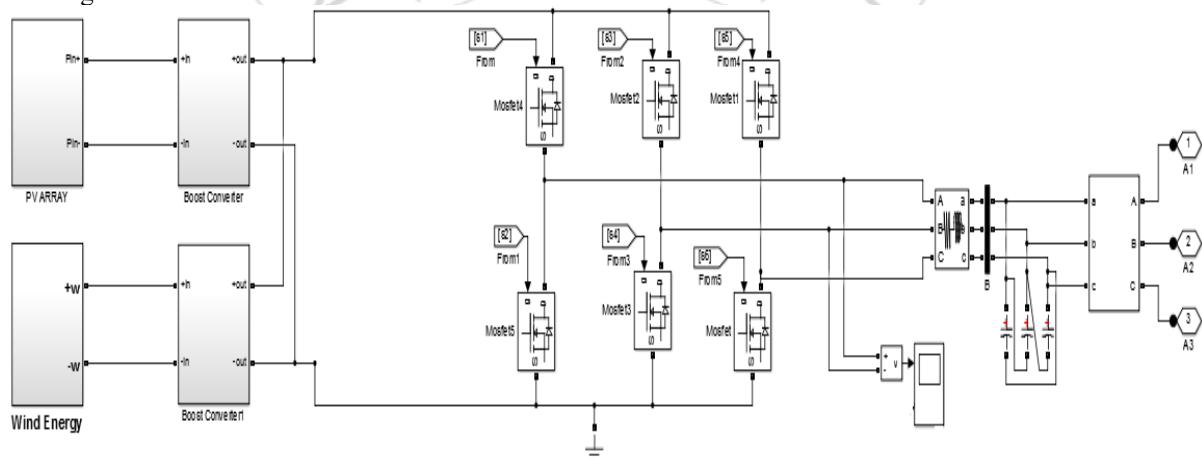 Pin+
Pin-
PV ARRAY
+in
-in
+out
-out
Boost Converter
+w
-w
Wind Energy
+in
-in
+out
-out
Boost Converter1
[s1]
From
[s3]
From2
[s5]
From4
g
D
S
Mosfet4
g
D
S
Mosfet2
g
D
S
Mosfet1
[s2]
From1
[s4]
From3
[s6]
From5
g
D
S
Mosfet5
g
D
S
Mosfet3
g
D
S
Mosfet
+
-
v
A
B
C
a
b
c
B
a
b
c
A
B
C
1
A1
2
A2
3
A3